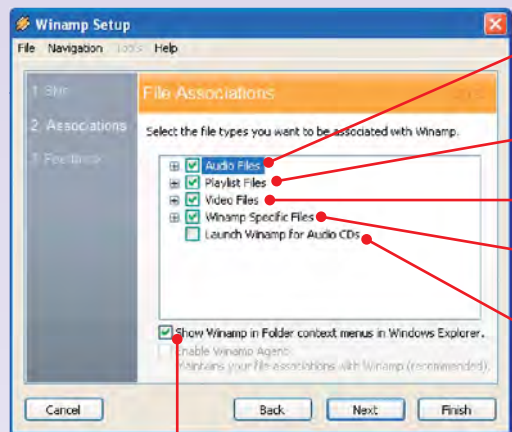 Winamp Setup
File Navigation Tools Help
1 Skin
File Associations
2 Associations
Select the file types you want to be associated with Winamp.
3 Feedback
Audio Files
Playlist Files
Video Files
Winamp Specific Files
Launch Winamp for Audio CDs
Show Winamp in Folder context menus in Windows Explorer.
Enable Winamp Agent
Maintains your file associations with Winamp (recommended).
Cancel Back Next Finish